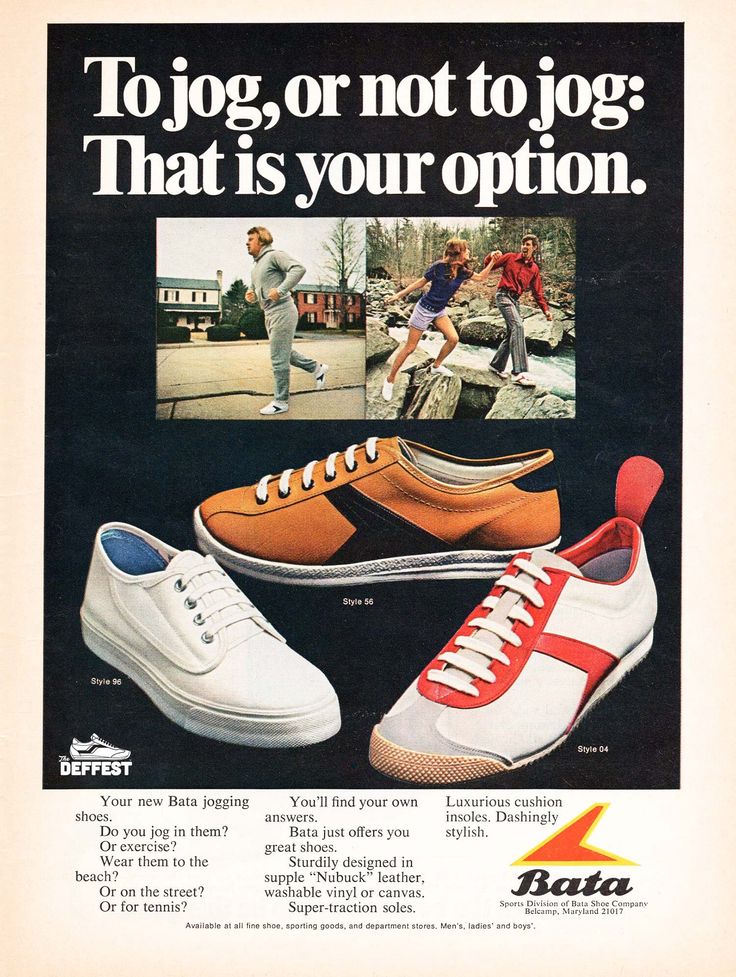 To jog, or not to jog:
That is your option.
Style 56
Style 96
Style 04
The
DEFFEST
Your new Bata jogging
shoes.
Do you jog in them?
Or exercise?
Wear them to the
beach?
Or on the street?
Or for tennis?
You'll find your own
answers.
Bata just offers you
great shoes.
Sturdily designed in
supple “Nubuck” leather,
washable vinyl or canvas.
Super-traction soles.
Luxurious cushion
insoles. Dashingly
stylish.
Bata
Sports Division of Bata Shoe Company
Belcamp, Maryland 21017
Available at all fine shoe, sporting goods, and department stores. Men's, ladies' and boys'.